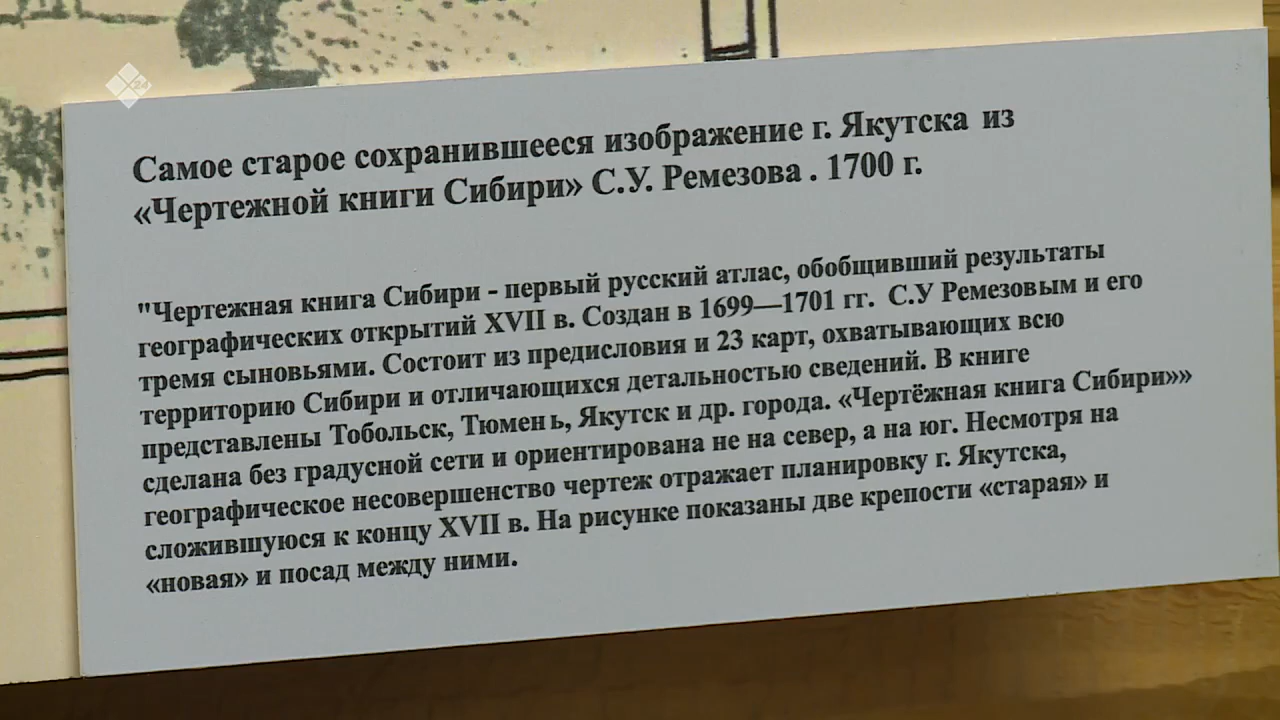 24
Самое старое сохранившееся изображение г. Якутска из
«Чертежной книги Сибири» С.У. Ремезова . 1700 г.
"Чертежная книга Сибири - первый русский атлас, обобщивший результаты
географических открытий XVII в. Создан в 1699—1701 гг. С.У Ремезовым и его
тремя сыновьями. Состоит из предисловия и 23 карт, охватывающих всю
территорию Сибири и отличающихся детальностью сведений. В книге
представлены Тобольск, Тюмень, Якутск и др. города. «Чертёжная книга Сибири»»
сделана без градусной сети и ориентирована не на север, а на юг. Несмотря на
географическое несовершенство чертеж отражает планировку г. Якутска,
сложившуюся к концу XVII в. На рисунке показаны две крепости «старая» и
«новая» и посад между ними.